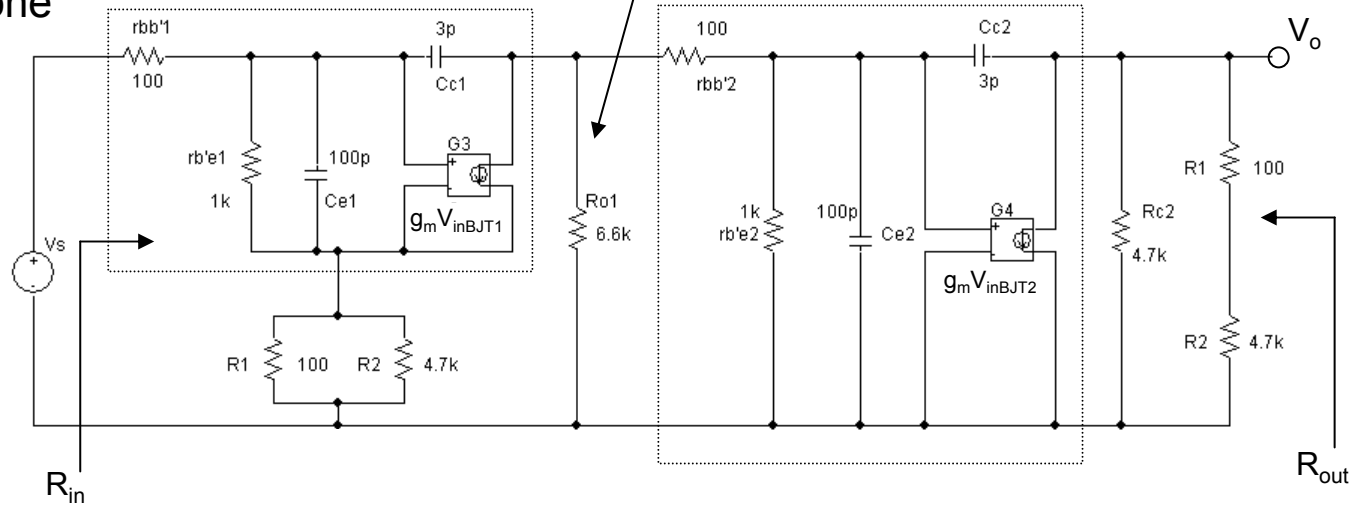 one
rbb'1
100
3p
Cc1
rb'e1
1k
100p
Ce1
G3
gmVinBJT1
Vs
+
-
R1
100
R2
4.7k
Rin
Ro1
6.6k
100
rbb'2
1k
rb'e2
100p
Ce2
Cc2
3p
G4
gmVinBJT2
Rc2
4.7k
Vo
R1
100
R2
4.7k
Rout